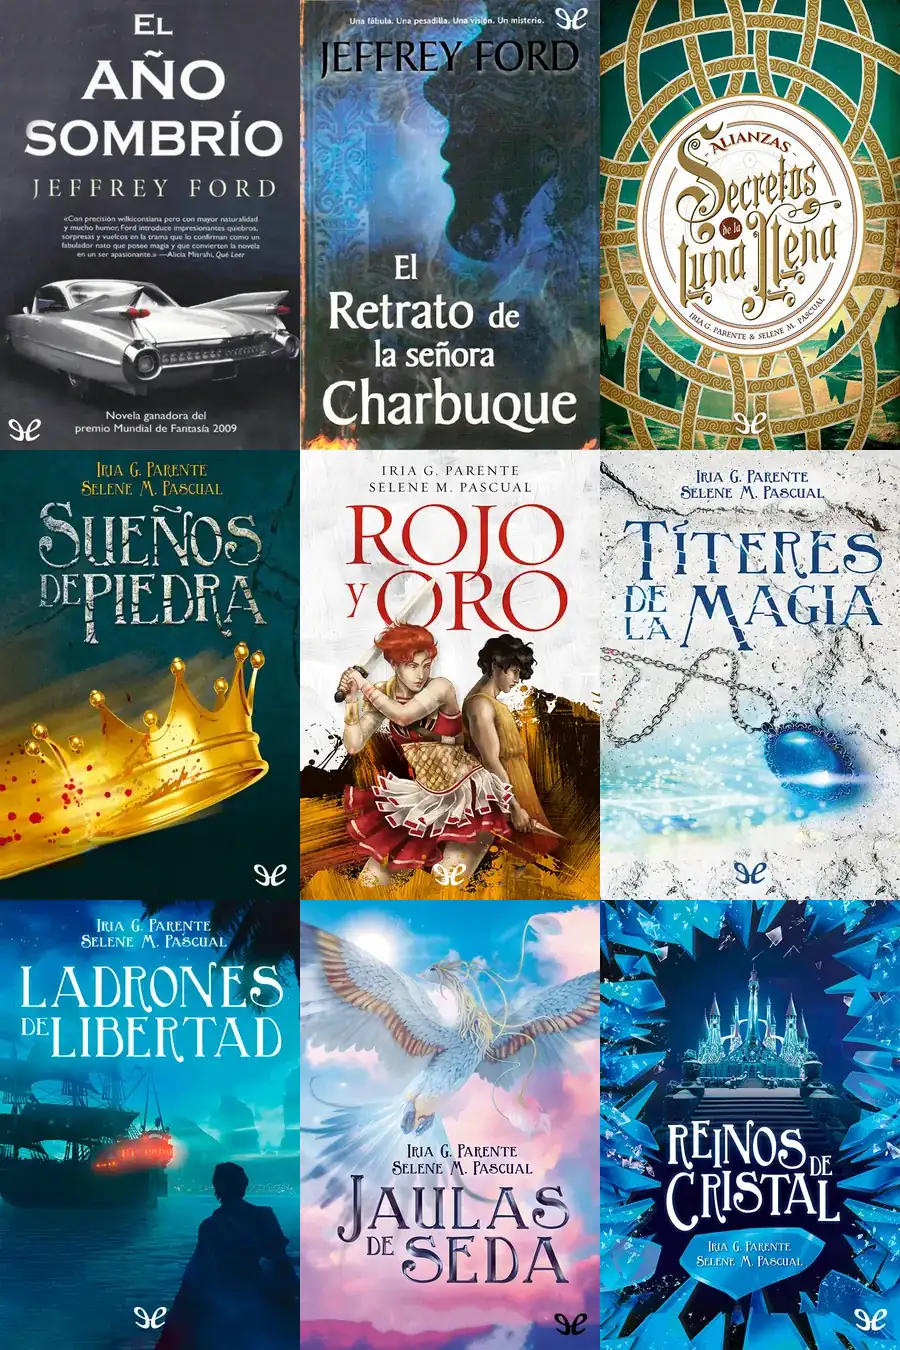 EL
AÑO
SOMBRÍO
JEFFREY FORD
«Con precisión wilkicontiana pero con mayor naturalidad
y mucho humor, Ford introduce impresionantes quiebros,
sorpresas y vuelcos en la trama que lo confirman como un
fabulador nato que posee magia y que convierten la novela
en un ser apasionante.» —Alicia Misrahi, Qué Leer
Novela ganadora del
premio Mundial de Fantasía 2009
Una fábula. Una pesadilla. Una visión. Un misterio.
JEFFREY FORD
El
Retrato de
la señora
Charbuque
ALIANZAS
Secretos
de la
Luna Llena
IRIA G. PARENTE & SELENE M. PASCUAL
IRIA G. PARENTE
SELENE M. PASCUAL
SUEÑOS
DE PIEDRA
IRIA G. PARENTE
SELENE M. PASCUAL
ROJO
Y ORO
IRIA G. PARENTE
SELENE M. PASCUAL
TÍTERES
DE LA MAGIA
IRIA G. PARENTE
SELENE M. PASCUAL
LADRONES
DE LIBERTAD
IRIA G. PARENTE
SELENE M. PASCUAL
JAULAS
DE SEDA
REINOS DE
CRISTAL
IRIA G. PARENTE
SELENE M. PASCUAL